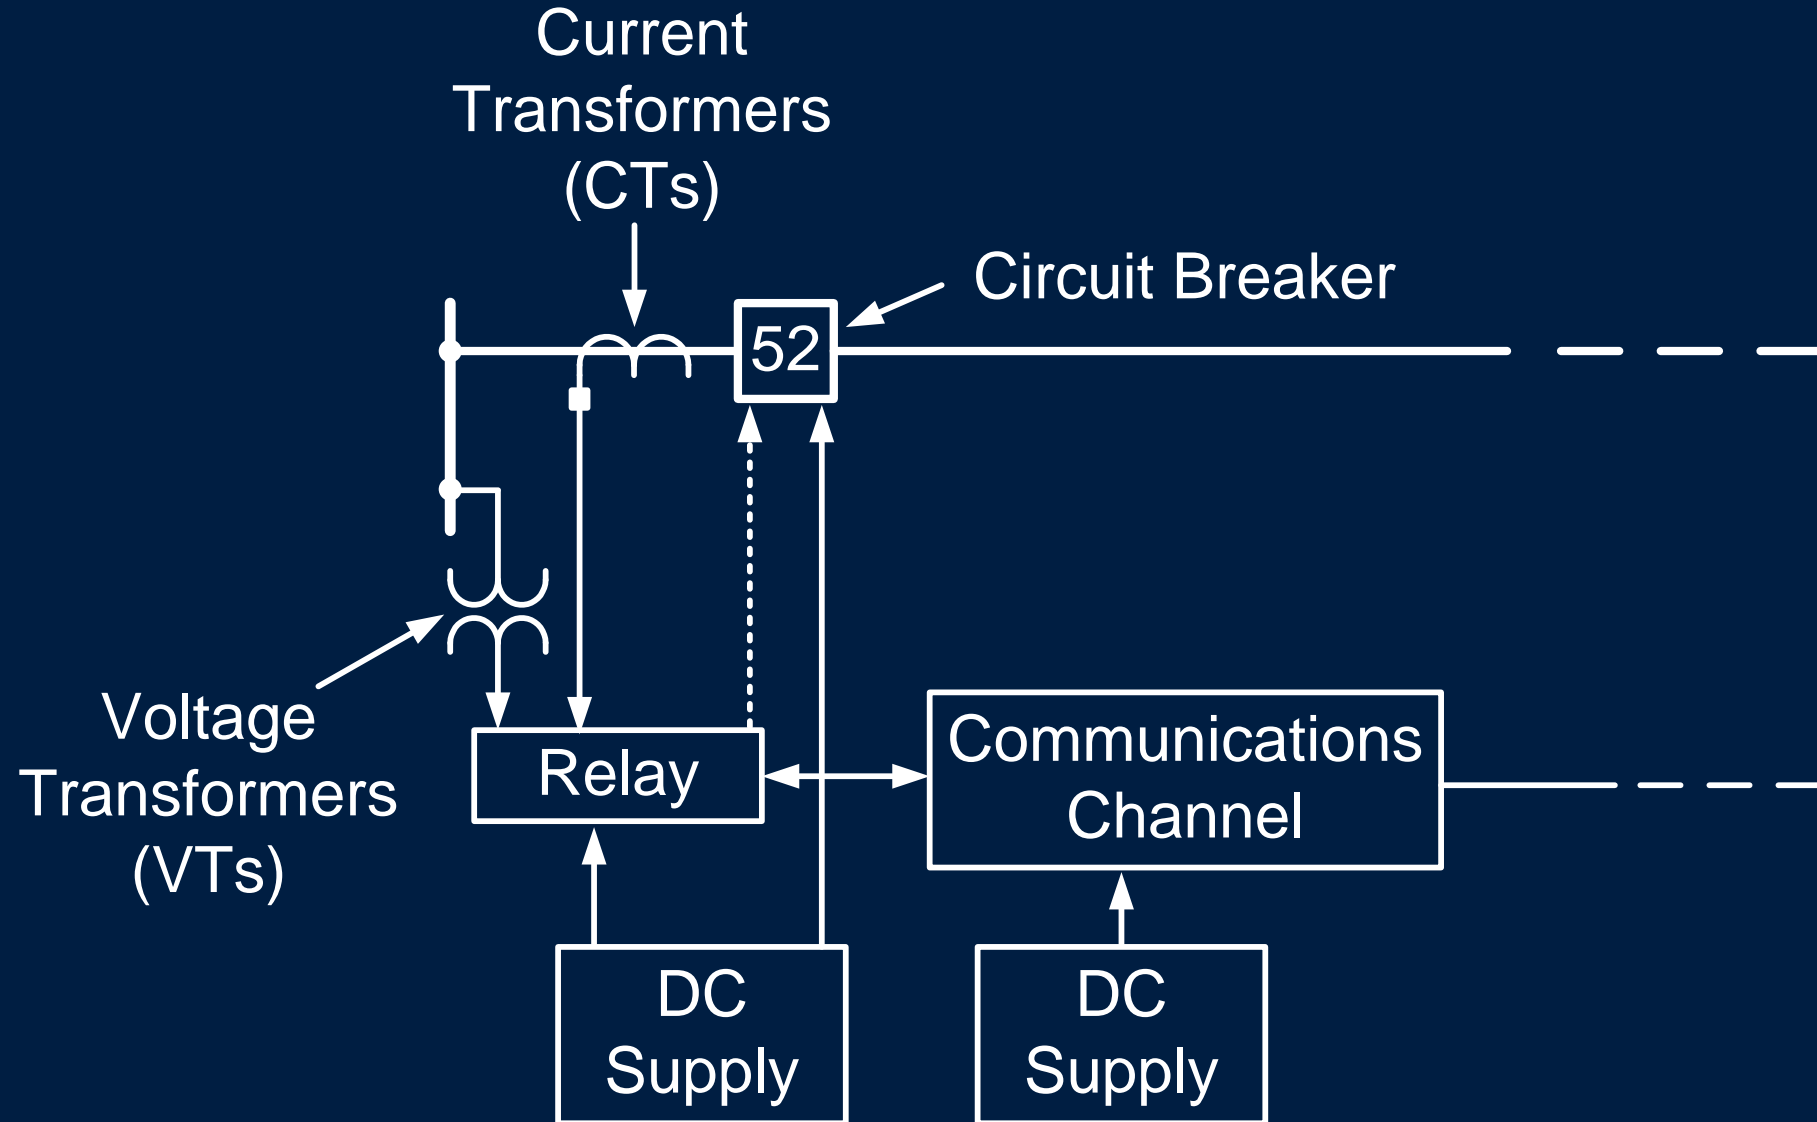 Current
Transformers
(CTs)
Circuit Breaker
52
Voltage
Transformers
(VTs)
Relay
Communications
Channel
DC
Supply
DC
Supply